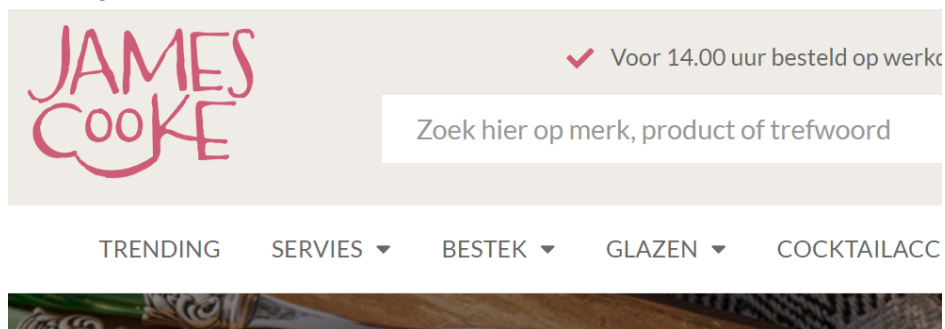 JAMES
COOKE
Voor 14.00 uur besteld op werkd
Zoek hier op merk, product of trefwoord
TRENDING SERVIES BESTEK GLAZEN COCKTAILACC